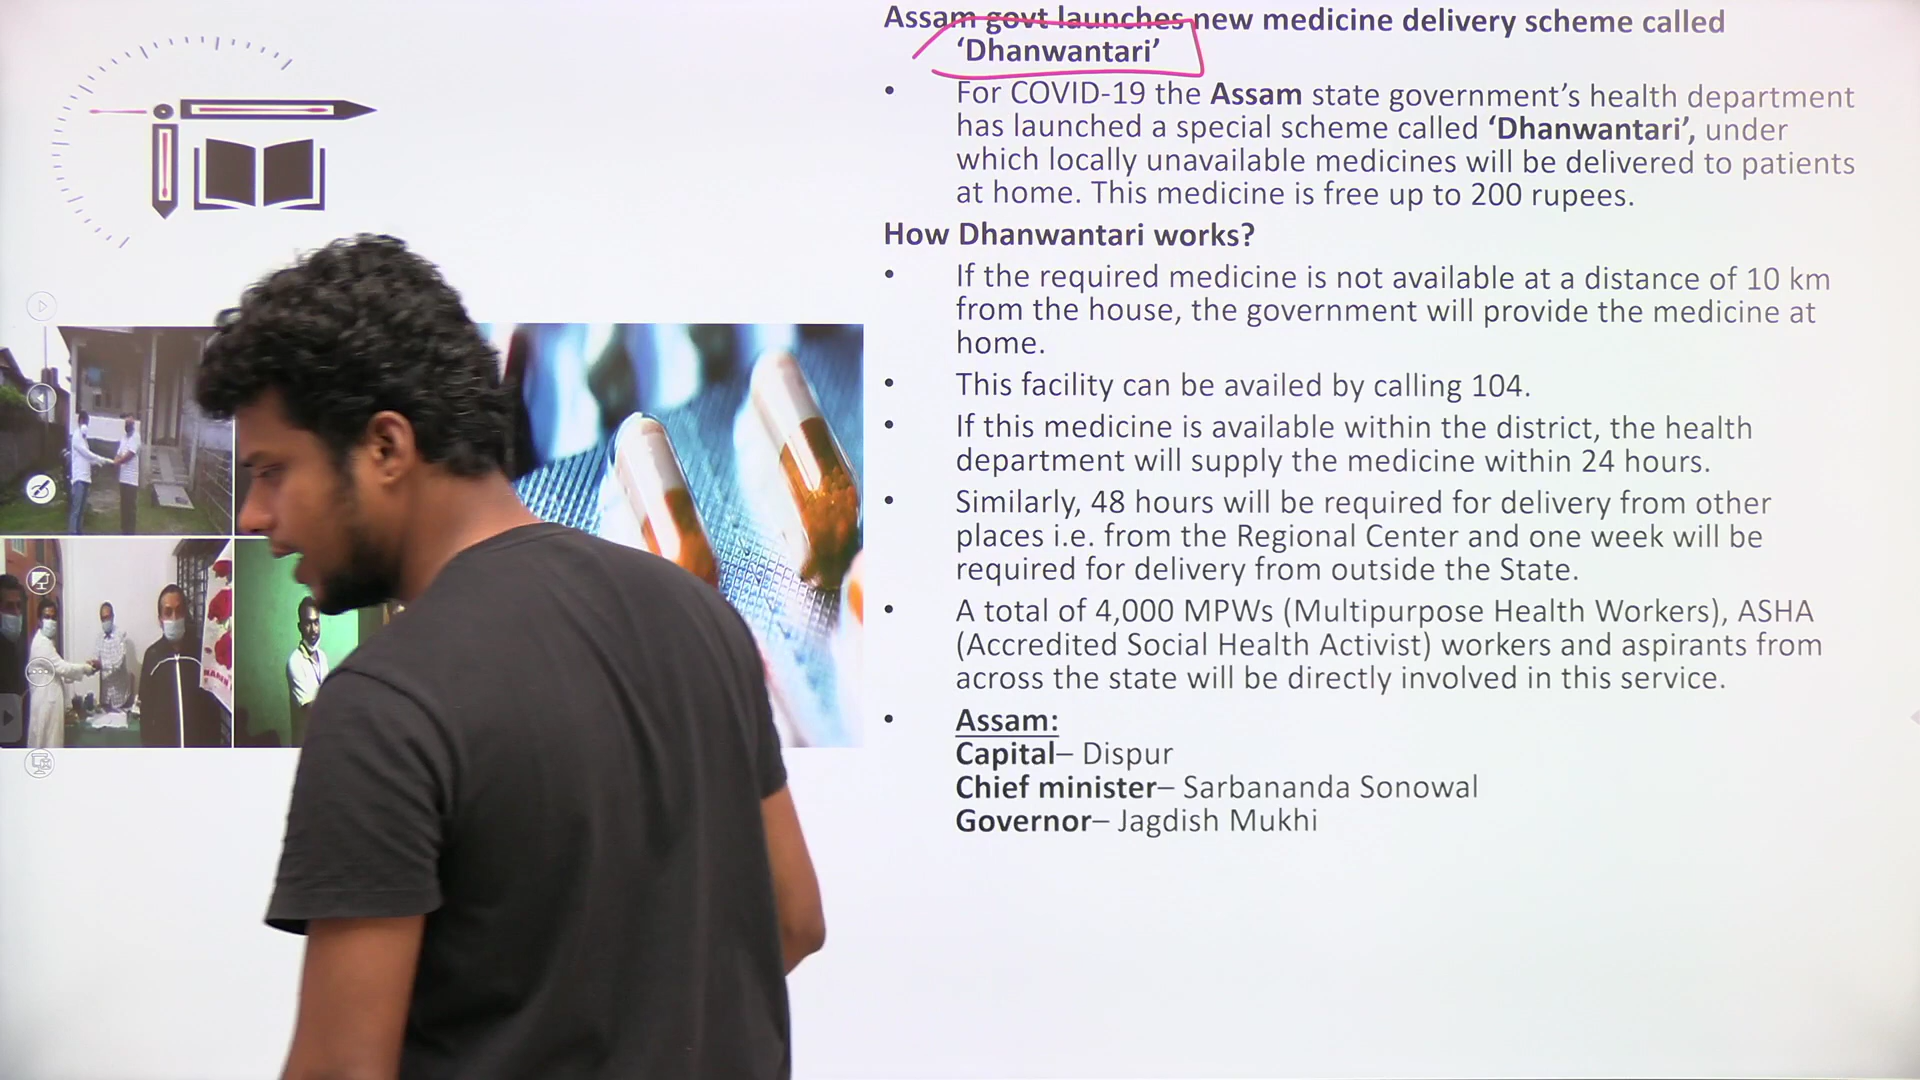 Assam govt launches new medicine delivery scheme called
‘Dhanwantari’
• For COVID-19 the Assam state government’s health department
has launched a special scheme called ‘Dhanwantari’, under
which locally unavailable medicines will be delivered to patients
at home. This medicine is free up to 200 rupees.
How Dhanwantari works?
• If the required medicine is not available at a distance of 10 km
from the house, the government will provide the medicine at
home.
• This facility can be availed by calling 104.
• If this medicine is available within the district, the health
department will supply the medicine within 24 hours.
• Similarly, 48 hours will be required for delivery from other
places i.e. from the Regional Center and one week will be
required for delivery from outside the State.
• A total of 4,000 MPWs (Multipurpose Health Workers), ASHA
(Accredited Social Health Activist) workers and aspirants from
across the state will be directly involved in this service.
• Assam:
Capital– Dispur
Chief minister– Sarbananda Sonowal
Governor– Jagdish Mukhi